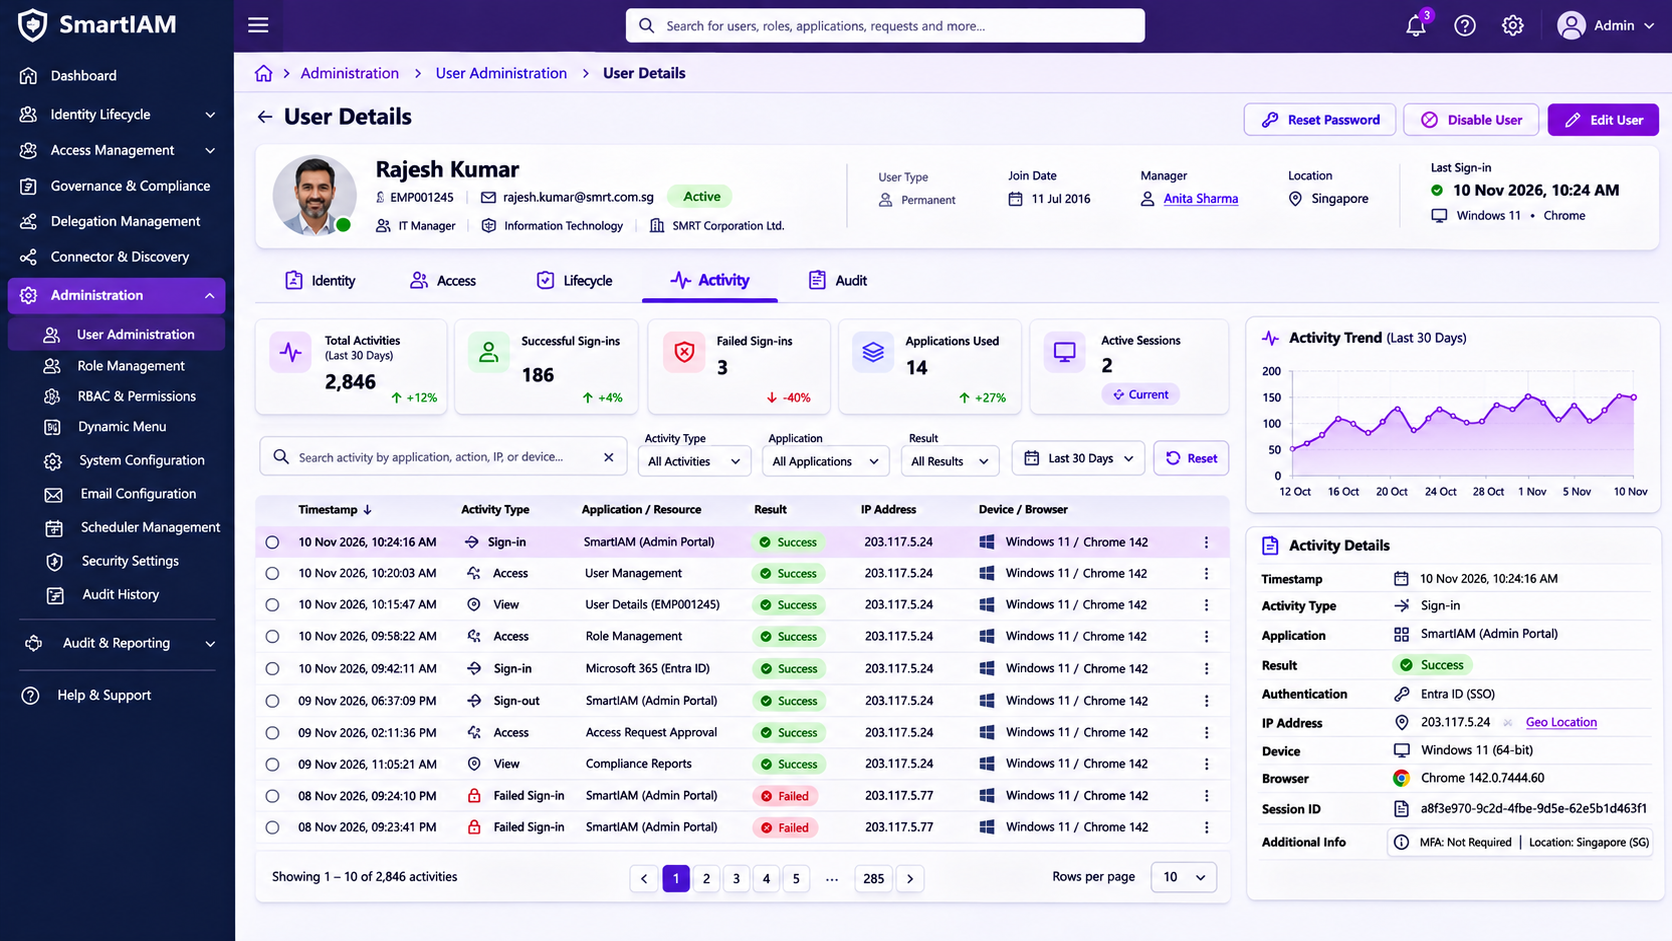 SmartIAM
Search for users, roles, applications, requests and more...
3
Admin
Dashboard
Identity Lifecycle
Access Management
Governance & Compliance
Delegation Management
Connector & Discovery
Administration
User Administration
Role Management
RBAC & Permissions
Dynamic Menu
System Configuration
Email Configuration
Scheduler Management
Security Settings
Audit History
Audit & Reporting
Help & Support
Administration > User Administration > User Details
User Details
Reset Password
Disable User
Edit User
Rajesh Kumar
EMP001245 | rajesh.kumar@smrt.com.sg Active
IT Manager | Information Technology | SMRT Corporation Ltd.
User Type
Permanent
Join Date
11 Jul 2016
Manager
Anita Sharma
Location
Singapore
Last Sign-in
10 Nov 2026, 10:24 AM
Windows 11 • Chrome
Identity
Access
Lifecycle
Activity
Audit
Total Activities
(Last 30 Days)
2,846
+12%
Successful Sign-ins
186
+4%
Failed Sign-ins
3
-40%
Applications Used
14
+27%
Active Sessions
2
Current
Search activity by application, action, IP, or device...
Activity Type
All Activities
Application
All Applications
Result
All Results
Last 30 Days
Reset
Timestamp Activity Type Application / Resource Result IP Address Device / Browser
10 Nov 2026, 10:24:16 AM Sign-in SmartIAM (Admin Portal) Success 203.117.5.24 Windows 11 / Chrome 142
10 Nov 2026, 10:20:03 AM Access User Management Success 203.117.5.24 Windows 11 / Chrome 142
10 Nov 2026, 10:15:47 AM View User Details (EMP001245) Success 203.117.5.24 Windows 11 / Chrome 142
10 Nov 2026, 09:58:22 AM Access Role Management Success 203.117.5.24 Windows 11 / Chrome 142
10 Nov 2026, 09:42:11 AM Sign-in Microsoft 365 (Entra ID) Success 203.117.5.24 Windows 11 / Chrome 142
09 Nov 2026, 06:37:09 PM Sign-out SmartIAM (Admin Portal) Success 203.117.5.24 Windows 11 / Chrome 142
09 Nov 2026, 02:11:36 PM Access Access Request Approval Success 203.117.5.24 Windows 11 / Chrome 142
09 Nov 2026, 11:05:21 AM View Compliance Reports Success 203.117.5.24 Windows 11 / Chrome 142
08 Nov 2026, 09:24:10 PM Failed Sign-in SmartIAM (Admin Portal) Failed 203.117.5.77 Windows 11 / Chrome 142
08 Nov 2026, 09:23:41 PM Failed Sign-in SmartIAM (Admin Portal) Failed 203.117.5.77 Windows 11 / Chrome 142
Showing 1 – 10 of 2,846 activities
1 2 3 4 5 ... 285
Rows per page 10
Activity Trend (Last 30 Days)
200
150
100
50
0
12 Oct 16 Oct 20 Oct 24 Oct 28 Oct 1 Nov 5 Nov 10 Nov
Activity Details
Timestamp 10 Nov 2026, 10:24:16 AM
Activity Type Sign-in
Application SmartIAM (Admin Portal)
Result Success
Authentication Entra ID (SSO)
IP Address 203.117.5.24 Geo Location
Device Windows 11 (64-bit)
Browser Chrome 142.0.7444.60
Session ID a8f3e970-9c2d-4fbe-9d5e-62e5b1d463f1
Additional Info MFA: Not Required | Location: Singapore (SG)